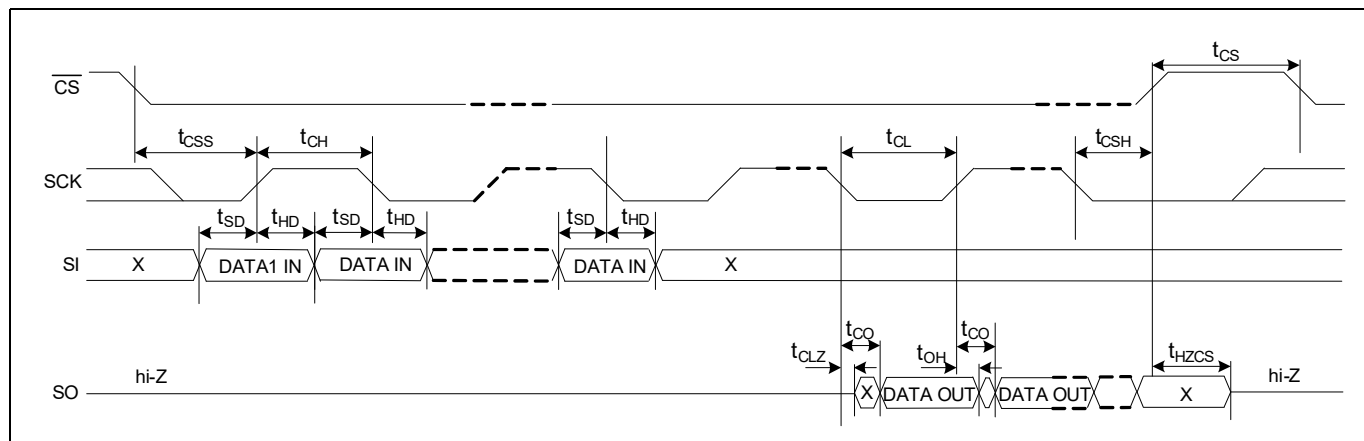 CS
tCS
tCSS
tCH
tCL
tCSH
SCK
tSD
tHD
tSD
tHD
tSD
tHD
SI
X
DATA1 IN
DATA IN
DATA IN
X
tCO
tCO
tCLZ
tOH
tHZCS
SO
hi-Z
X
DATA OUT
DATA OUT
X
hi-Z